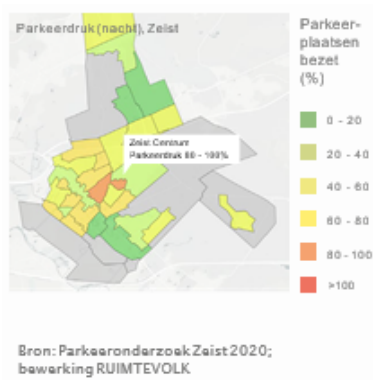 Parkeerdruk (nacht), Zeist
Zeist Centrum
Parkeerdruk 80 - 100%
Parkeer-
plaatsen
bezet
(%)
0 - 20
20 - 40
40 - 60
60 - 80
80 - 100
>100
Bron: Parkeeronderzoek Zeist 2020;
bewerking RUIMTEVOLK